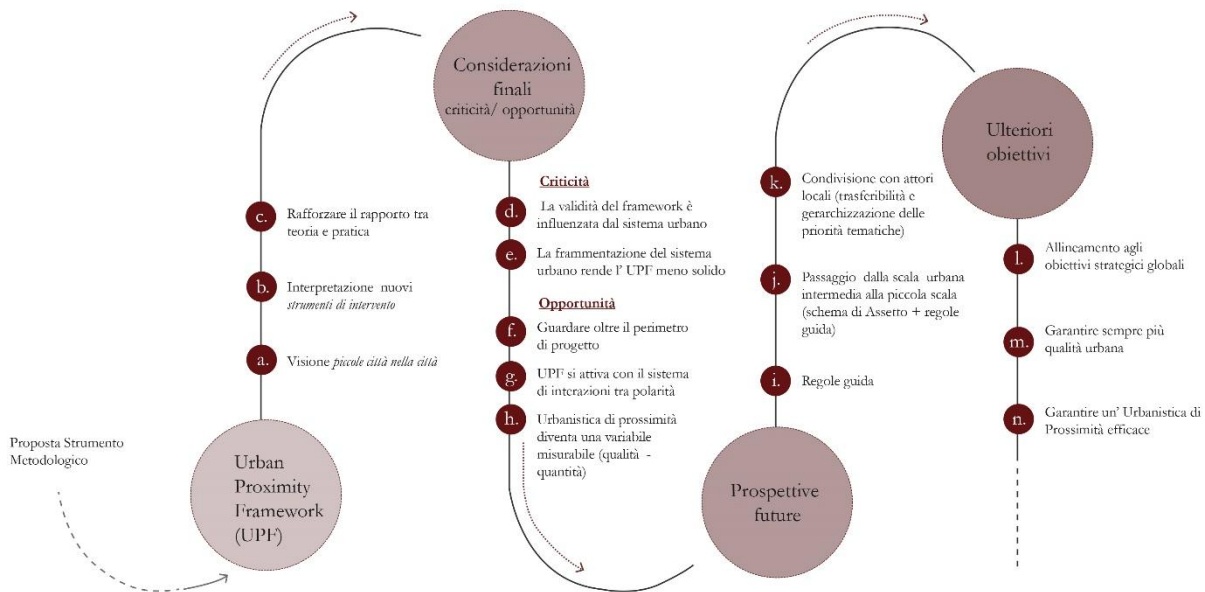 Proposta Strumento
Metodologico
Urban
Proximity
Framework
(UPF)
a. Visione piccole città nella città
b. Interpretazione nuovi
strumenti di intervento
c. Rafforzare il rapporto tra
teoria e pratica
Considerazioni
finali
criticità/ opportunità
Criticità
d. La validità del framework è
influenzata dal sistema urbano
e. La frammentazione del sistema
urbano rende l' UPF meno solido
Opportunità
f. Guardare oltre il perimetro
di progetto
g. UPF si attiva con il sistema
di interazioni tra polarità
h. Urbanistica di prossimità
diventa una variabile
misurabile (qualità -
quantità)
Prospettive
future
i. Regole guida
j. Passaggio dalla scala urbana
intermedia alla piccola scala
(schema di Assetto + regole
guida)
k. Condivisione con attori
locali (trasferibilità e
gerarchizzazione delle
priorità tematiche)
Ulteriori
obiettivi
l. Allineamento agli
obiettivi strategici globali
m. Garantire sempre più
qualità urbana
n. Garantire un' Urbanistica di
Prossimità efficace